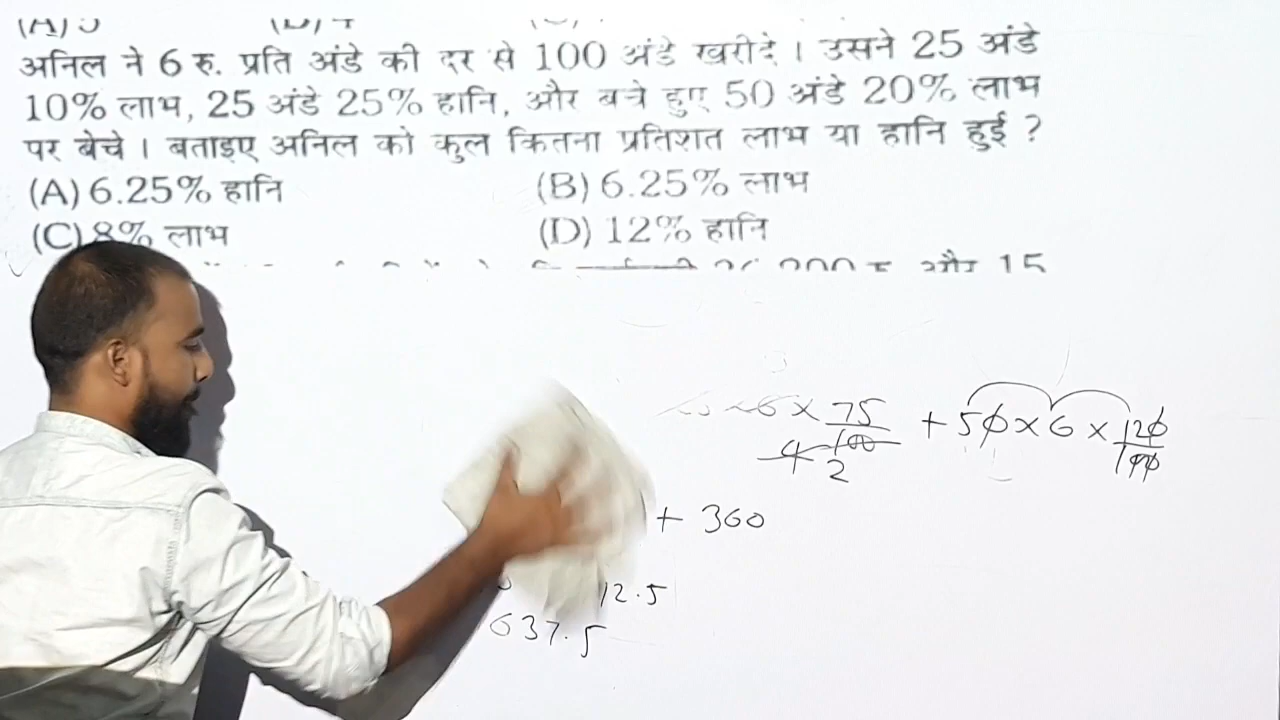 अनिल ने 6 रु. प्रति अंडे की दर से 100 अंडे खरीदे । उसने 25 अंडे
10% लाभ, 25 अंडे 25% हानि, और बचे हुए 50 अंडे 20% लाभ
पर बेचे । बताइए अनिल को कुल कितना प्रतिशत लाभ या हानि हुई ?
(A) 6.25% हानि (B) 6.25% लाभ
(C) 8% लाभ (D) 12% हानि
6 × 75 + 50 × 6 × 120
4 100 100
2
+ 360
12.5
637.5